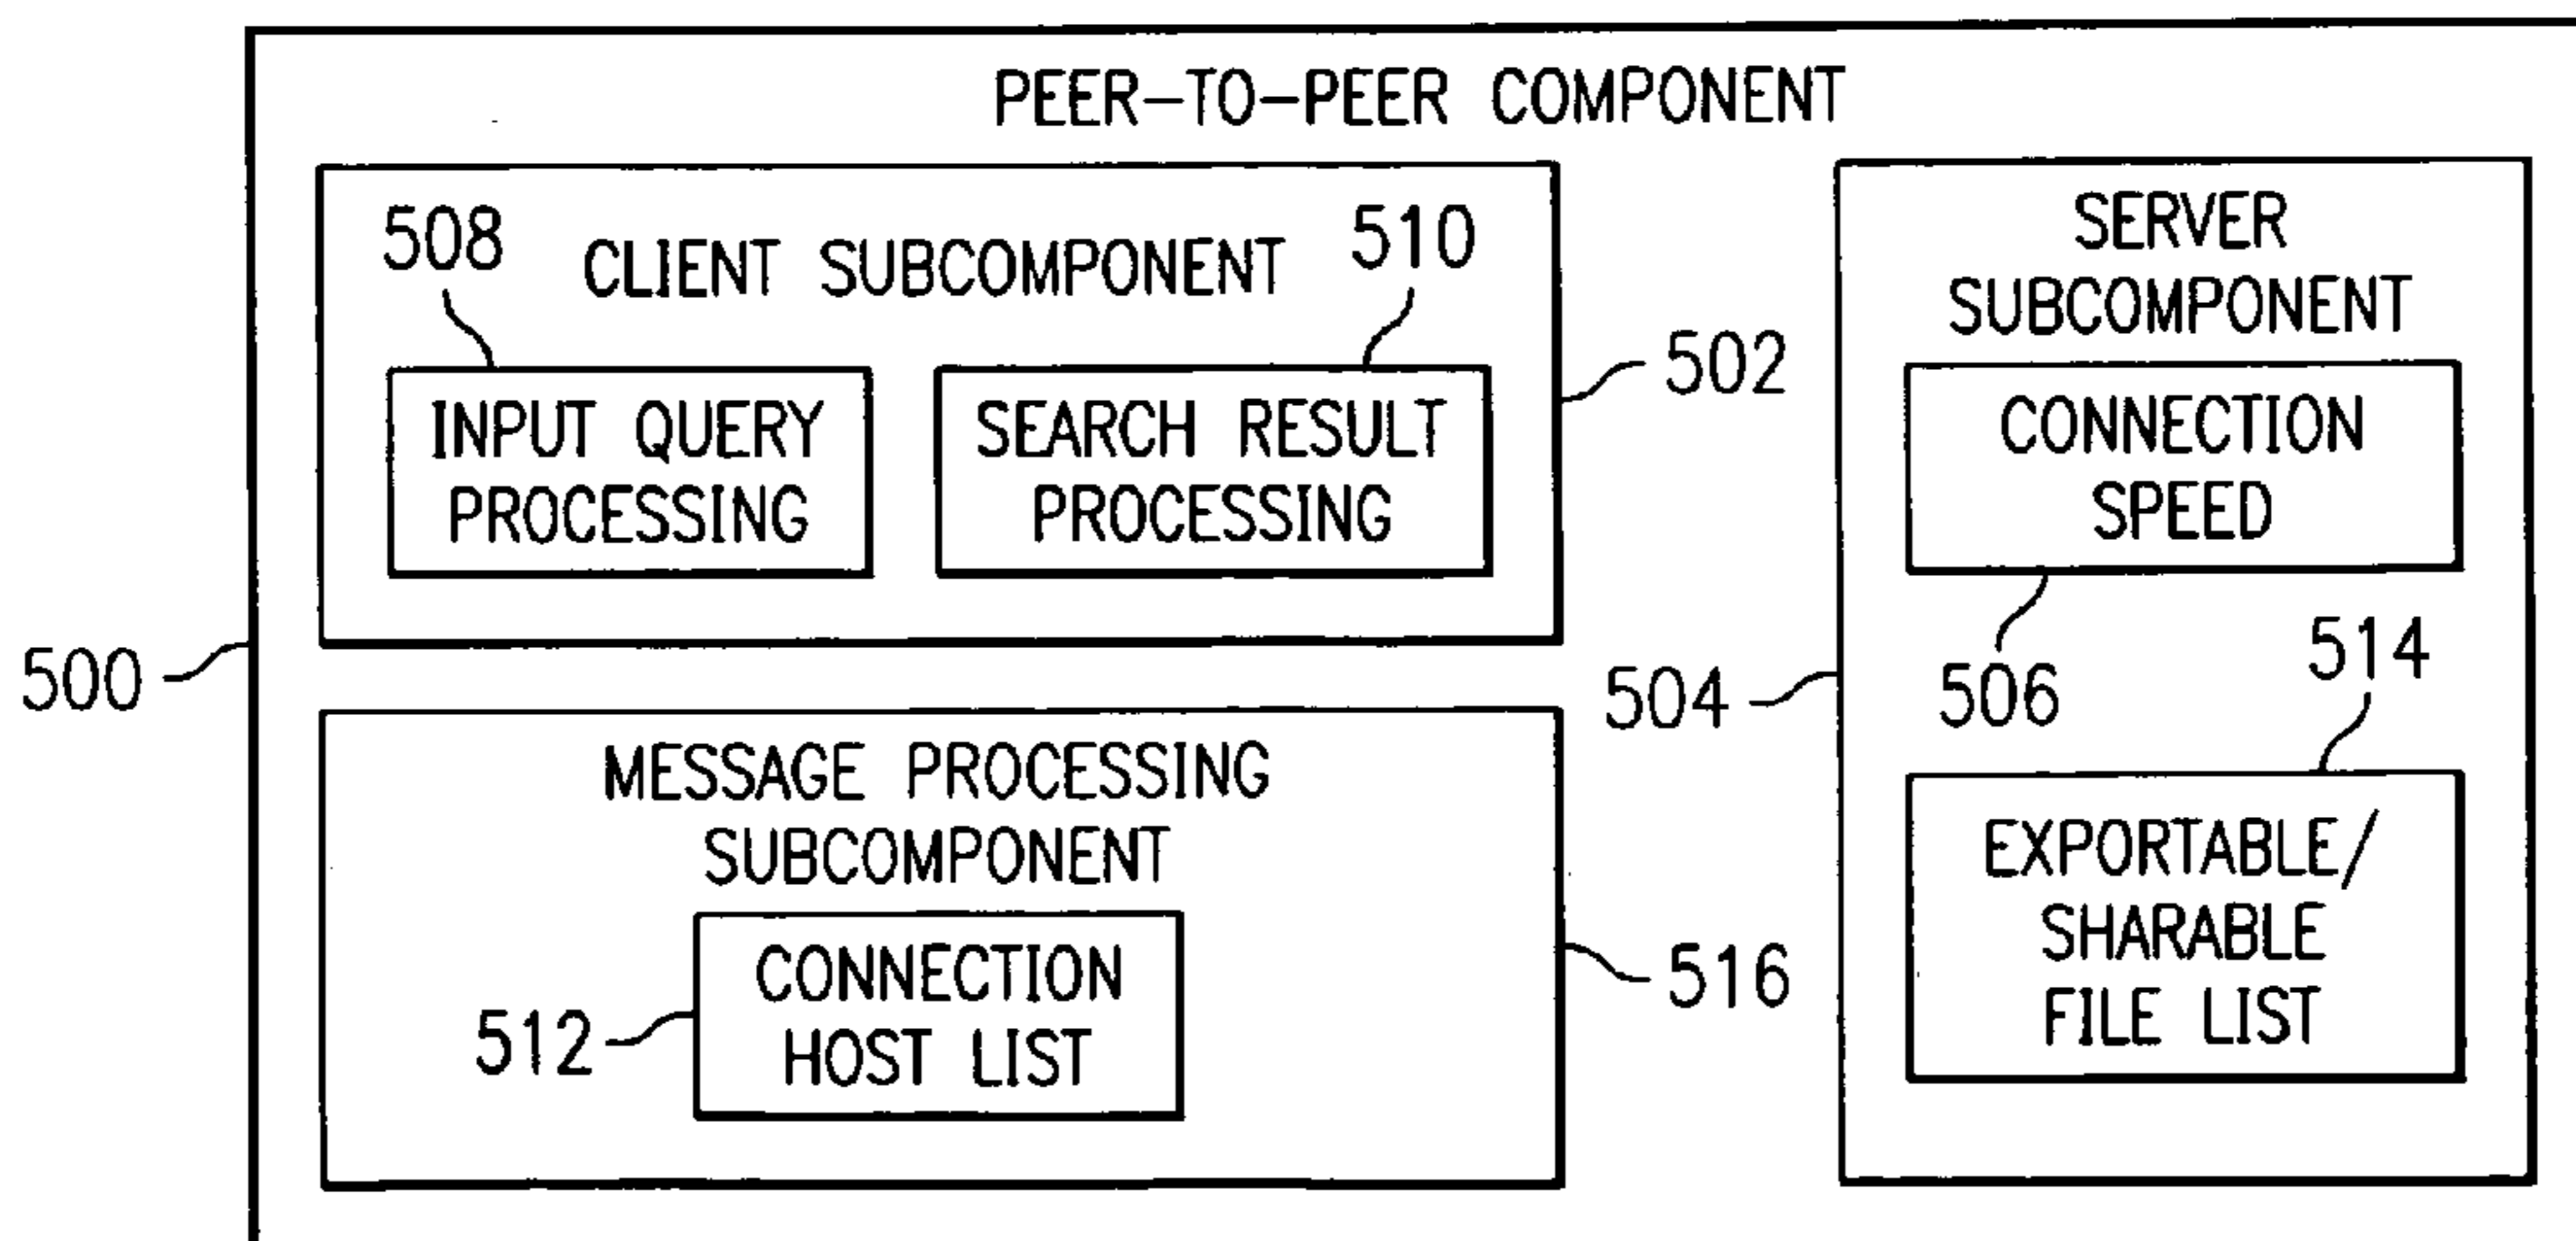 PEER-TO-PEER COMPONENT
508
CLIENT SUBCOMPONENT
510
INPUT QUERY
PROCESSING
SEARCH RESULT
PROCESSING
502
SERVER
SUBCOMPONENT
CONNECTION
SPEED
506
514
EXPORTABLE/
SHARABLE
FILE LIST
504
500
MESSAGE PROCESSING
SUBCOMPONENT
CONNECTION
HOST LIST
512
516